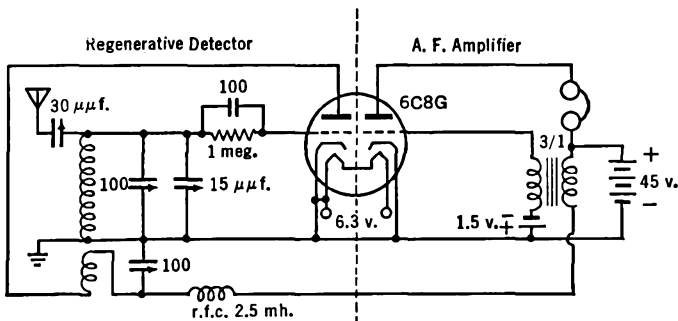 Regenerative Detector
A. F. Amplifier
100
6C8G
30 μμf.
1 meg.
3/1
+
100
15 μμf.
45 v.
6.3 v.
1.5 v.
−
+
−
100
r.f.c. 2.5 mh.